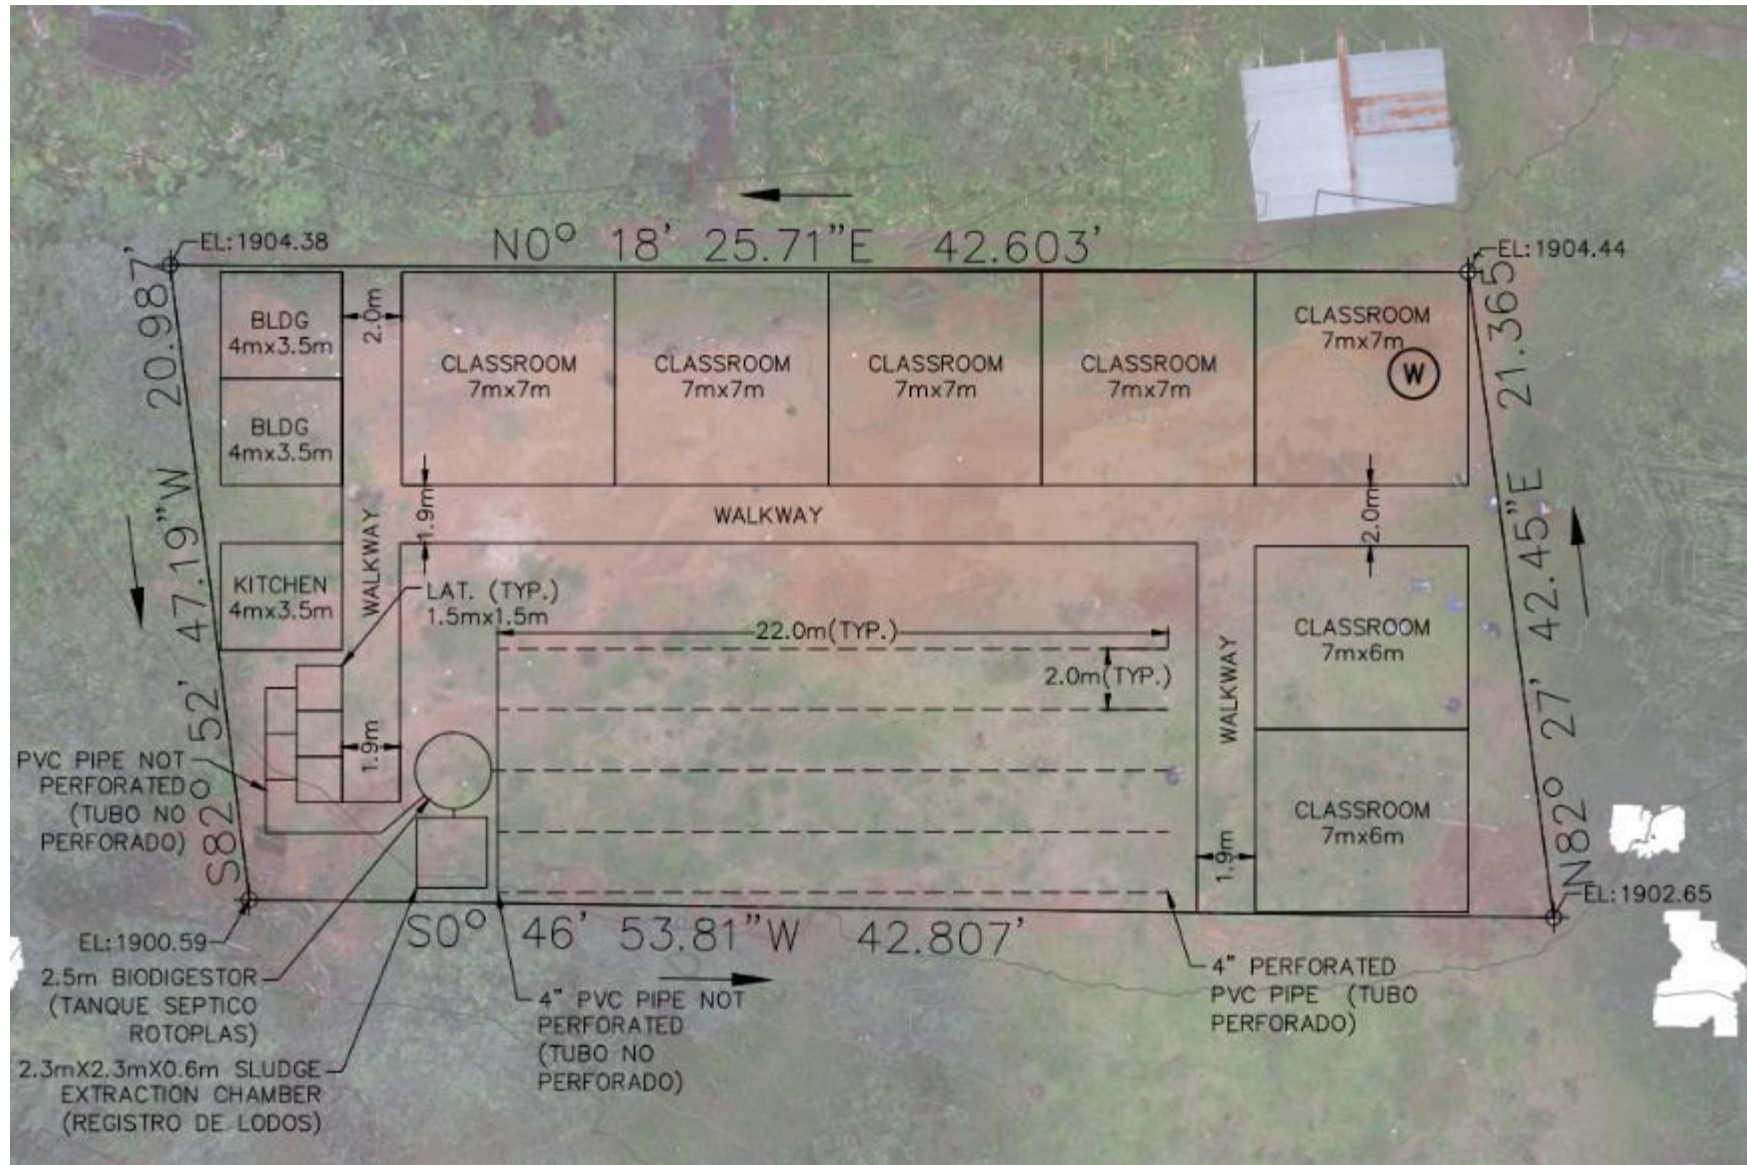 EL:1904.38
N0° 18' 25.71"E 42.603'
EL:1904.44
20.987'
S82° 52' 47.19"W
21.365'
N82° 27' 42.45"E
BLDG
4mx3.5m
2.0m
CLASSROOM
7mx7m
CLASSROOM
7mx7m
CLASSROOM
7mx7m
CLASSROOM
7mx7m
CLASSROOM
7mx7m
W
BLDG
4mx3.5m
1.9m
WALKWAY
2.0m
KITCHEN
4mx3.5m
WALKWAY
LAT. (TYP.)
1.5mx1.5m
22.0m(TYP.)
2.0m(TYP.)
WALKWAY
CLASSROOM
7mx6m
1.9m
PVC PIPE NOT
PERFORATED
(TUBO NO
PERFORADO)
CLASSROOM
7mx6m
1.9m
EL:1902.65
EL:1900.59
S0° 46' 53.81"W 42.807'
2.5m BIODIGESTOR
(TANQUE SEPTICO
ROTOPLAS)
2.3mX2.3mX0.6m SLUDGE
EXTRACTION CHAMBER
(REGISTRO DE LODOS)
4" PVC PIPE NOT
PERFORATED
(TUBO NO
PERFORADO)
4" PERFORATED
PVC PIPE (TUBO
PERFORADO)